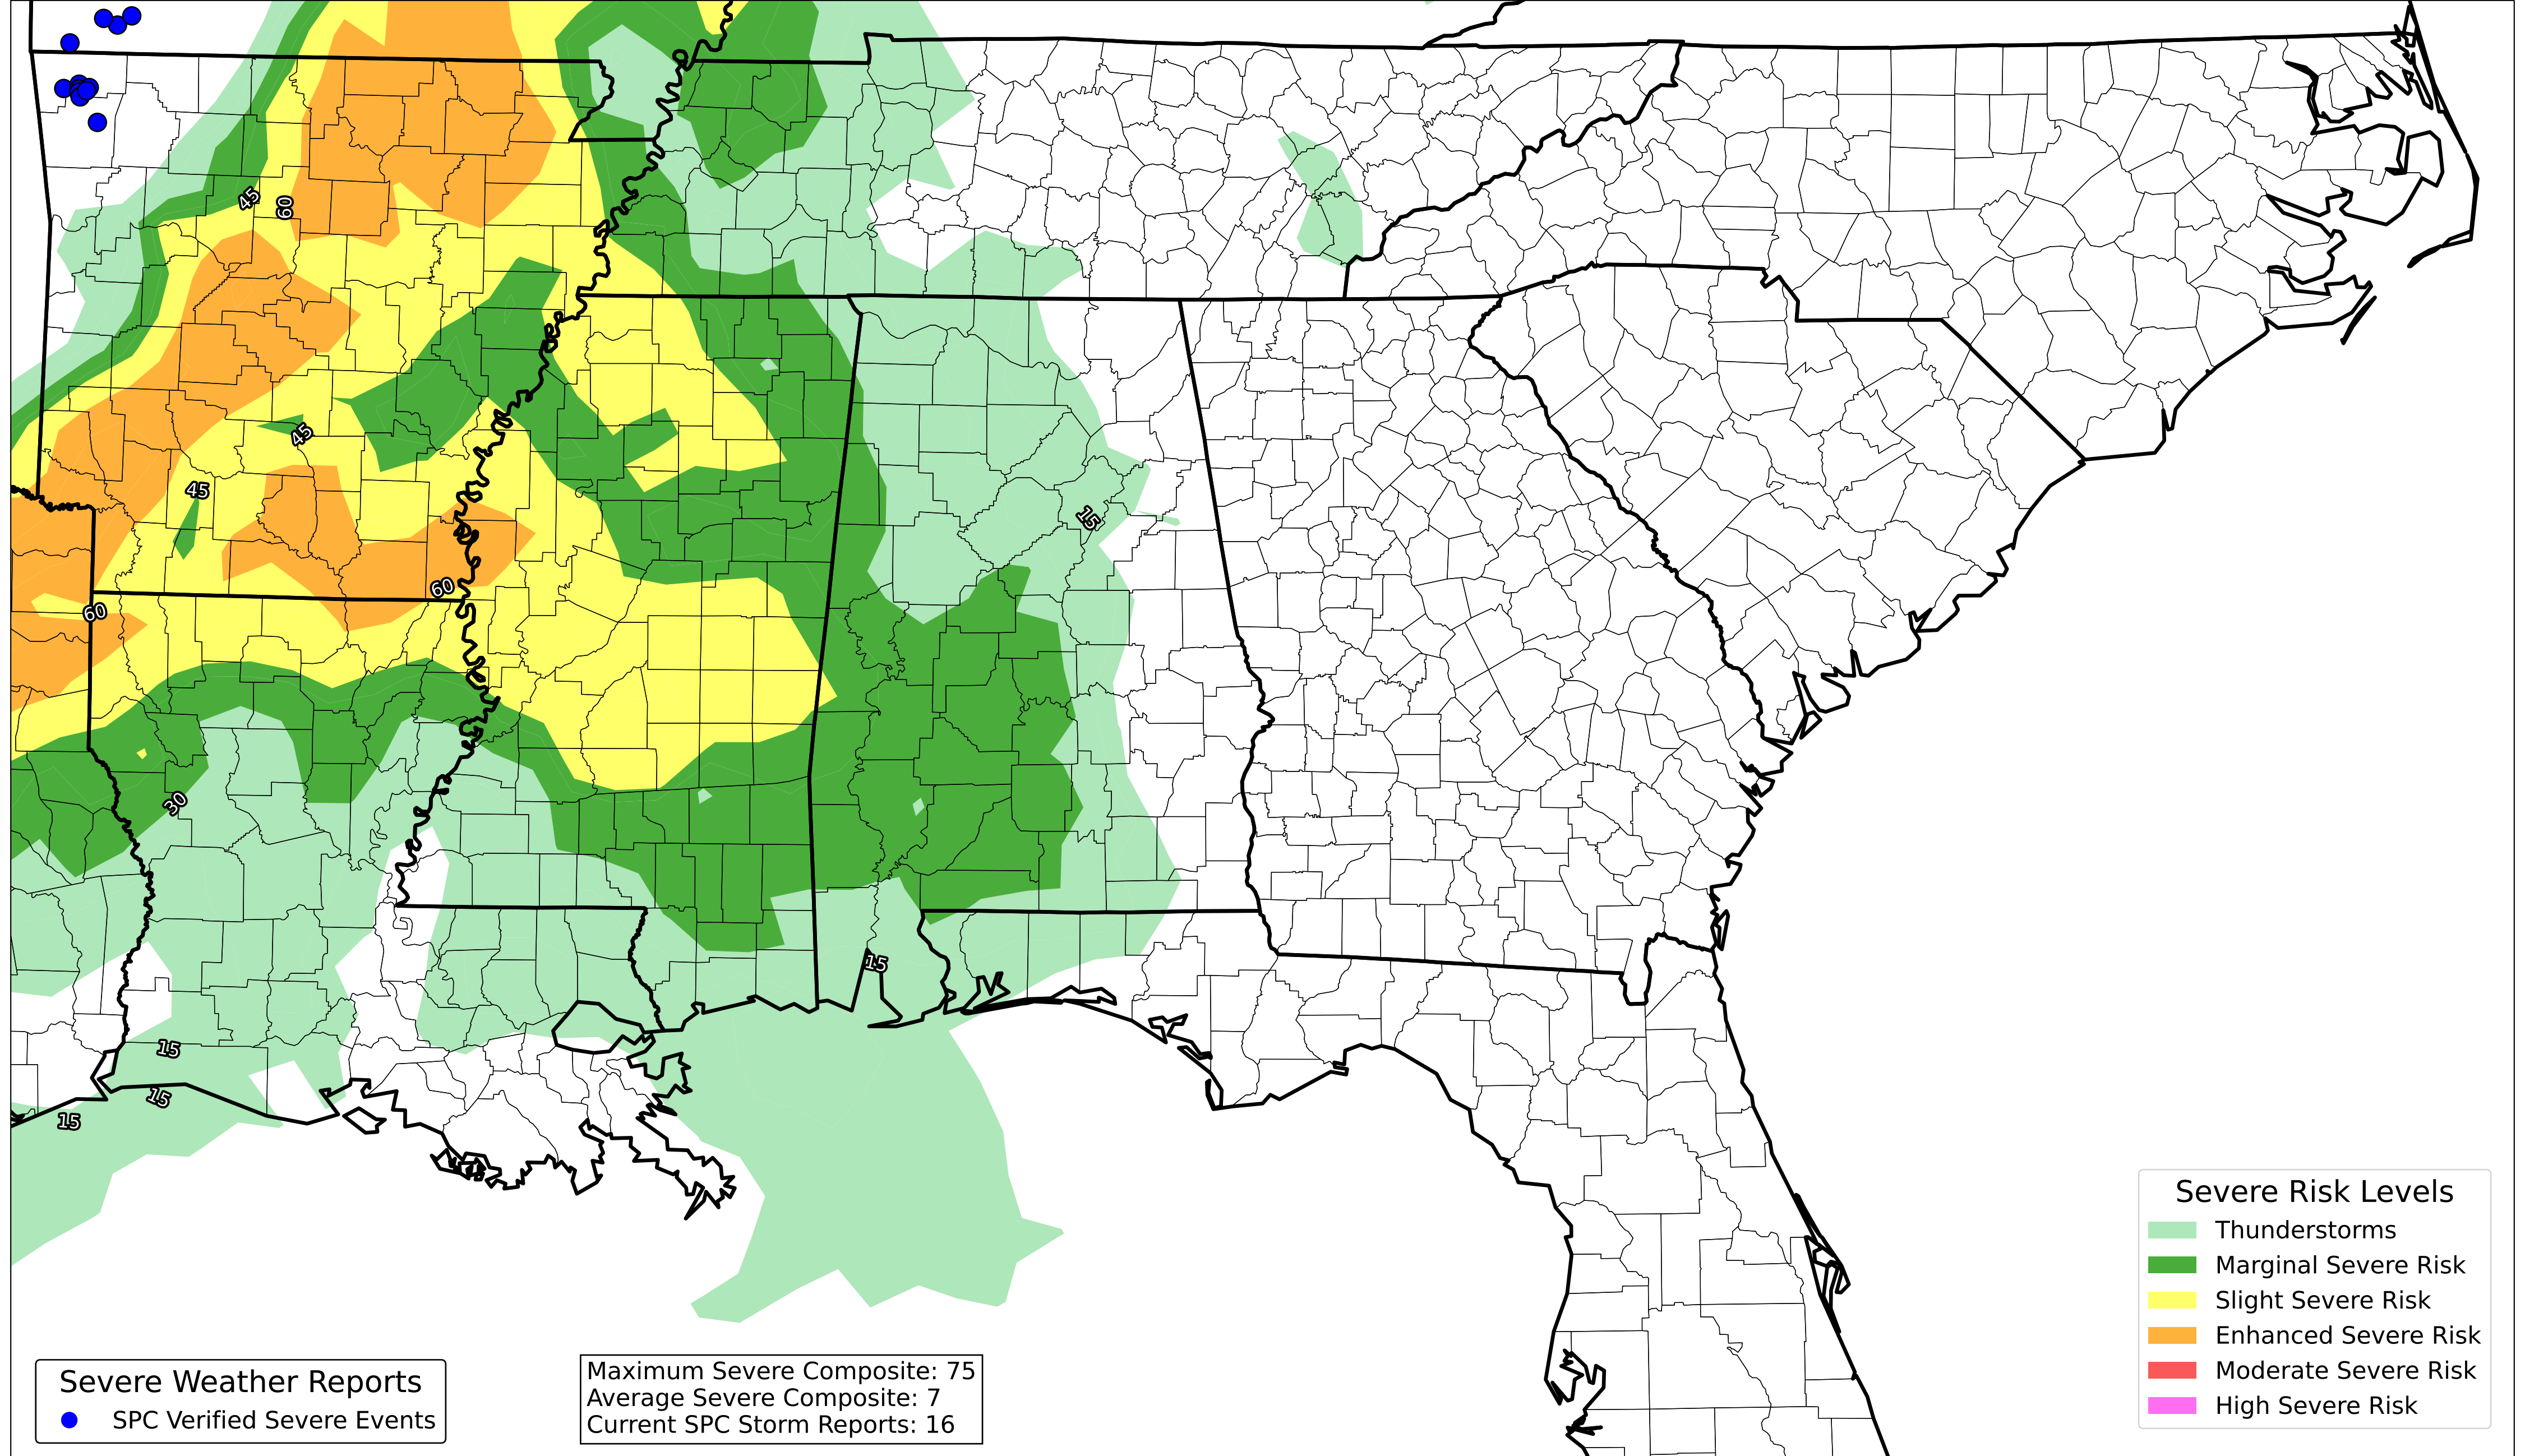 45
60
45
45
15
60
60
30
15
15
15
15
Severe Risk Levels
Thunderstorms
Marginal Severe Risk
Slight Severe Risk
Enhanced Severe Risk
Moderate Severe Risk
High Severe Risk
Severe Weather Reports
SPC Verified Severe Events
Maximum Severe Composite: 75
Average Severe Composite: 7
Current SPC Storm Reports: 16